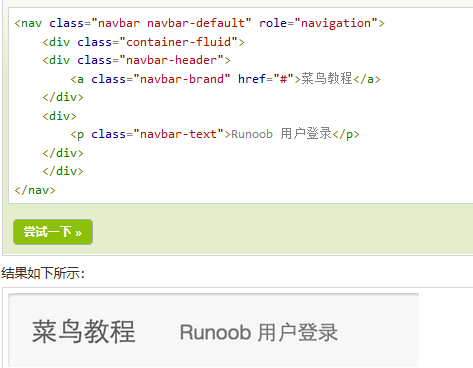 <nav class="navbar navbar-default" role="navigation">
<div class="container-fluid">
<div class="navbar-header">
<a class="navbar-brand" href="#">菜鸟教程</a>
</div>
<div>
<p class="navbar-text">Runoob 用户登录</p>
</div>
</div>
</nav>
尝试一下 »
结果如下所示：
菜鸟教程 Runoob 用户登录